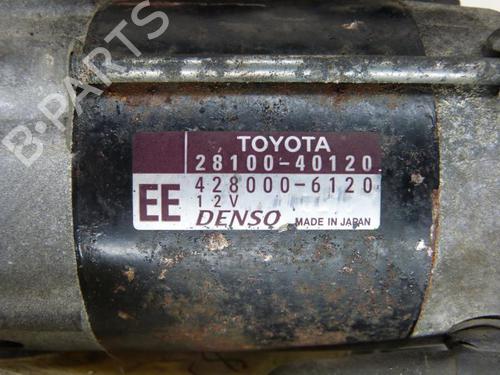 B-PARTS
TOYOTA
28100-40120
EE 428000-6120
12V
DENSO MADE IN JAPAN